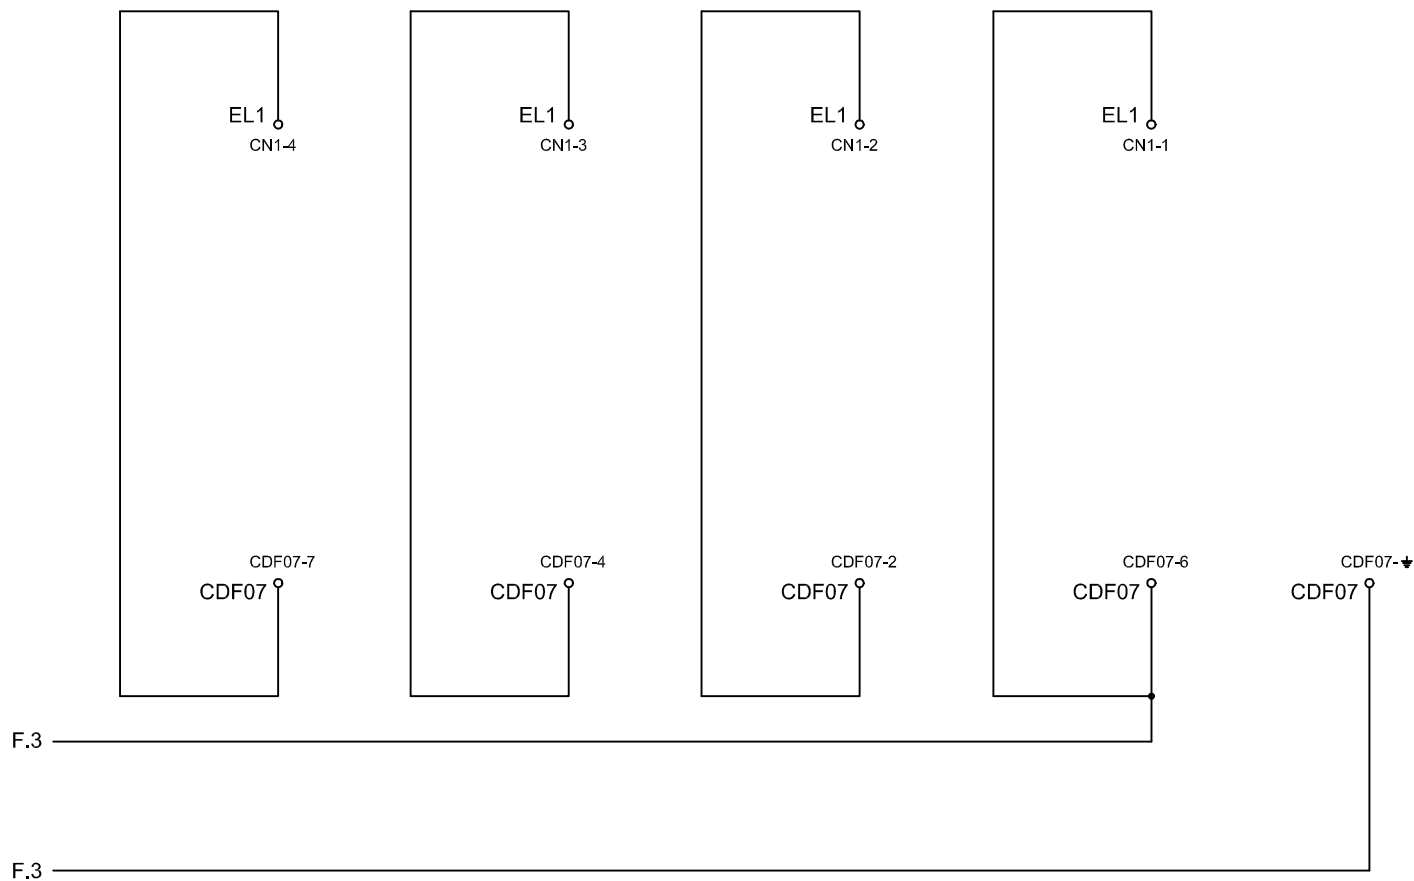 EL1 EL1 EL1 EL1
CN1-4 CN1-3 CN1-2 CN1-1
CDF07-7 CDF07-4 CDF07-2 CDF07-6 CDF07-⏚
CDF07 CDF07 CDF07 CDF07 CDF07
F.3
F.3